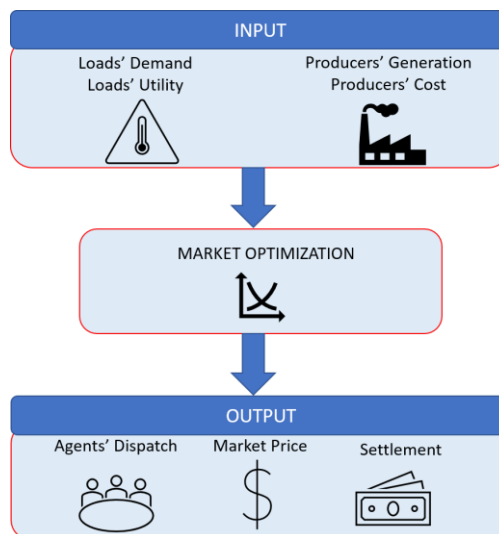 INPUT
Loads' Demand
Loads' Utility
Producers' Generation
Producers' Cost
MARKET OPTIMIZATION
OUTPUT
Agents' Dispatch
Market Price
Settlement